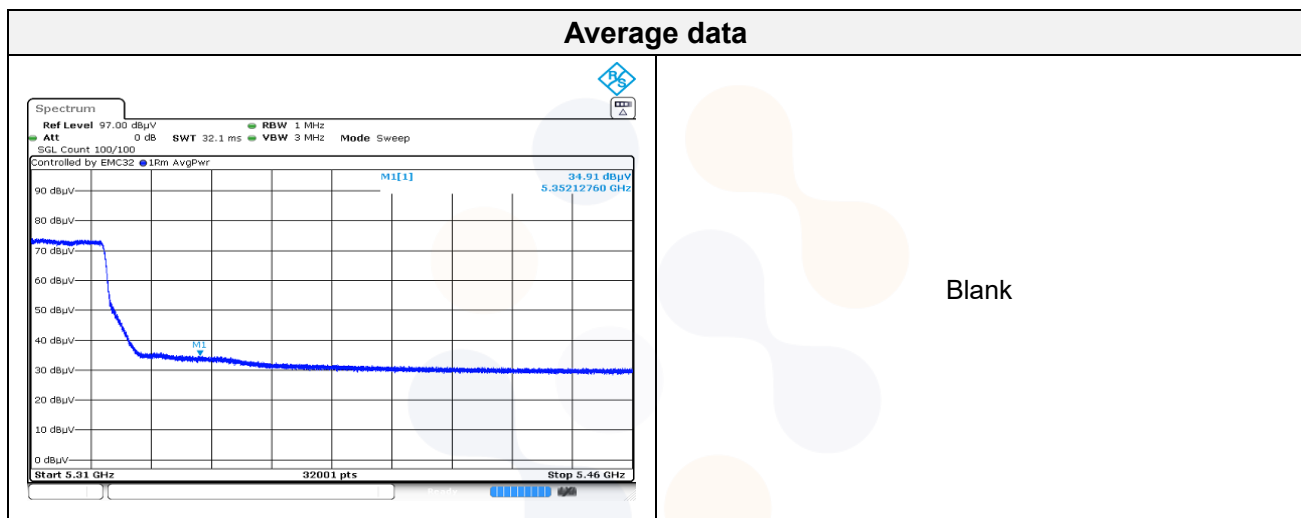 Average data
R&S
Spectrum
Ref Level 97.00 dBµV RBW 1 MHz
Att 0 dB SWT 32.1 ms VBW 3 MHz Mode Sweep
SGL Count 100/100
Controlled by EMC32 1Rm AvgPwr
M1[1] 34.91 dBµV
5.35212760 GHz
90 dBµV
80 dBµV
70 dBµV
60 dBµV
50 dBµV
40 dBµV
M1
30 dBµV
20 dBµV
10 dBµV
0 dBµV
Start 5.31 GHz 32001 pts Stop 5.46 GHz
Ready
Blank